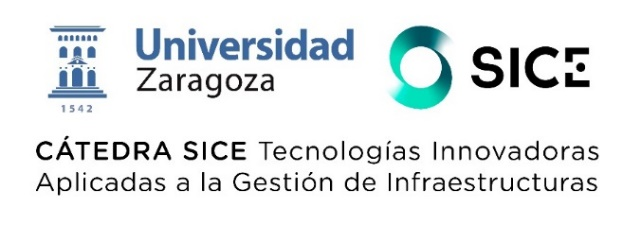 Universidad
Zaragoza
1542
SICE
CÁTEDRA SICE Tecnologías Innovadoras
Aplicadas a la Gestión de Infraestructuras